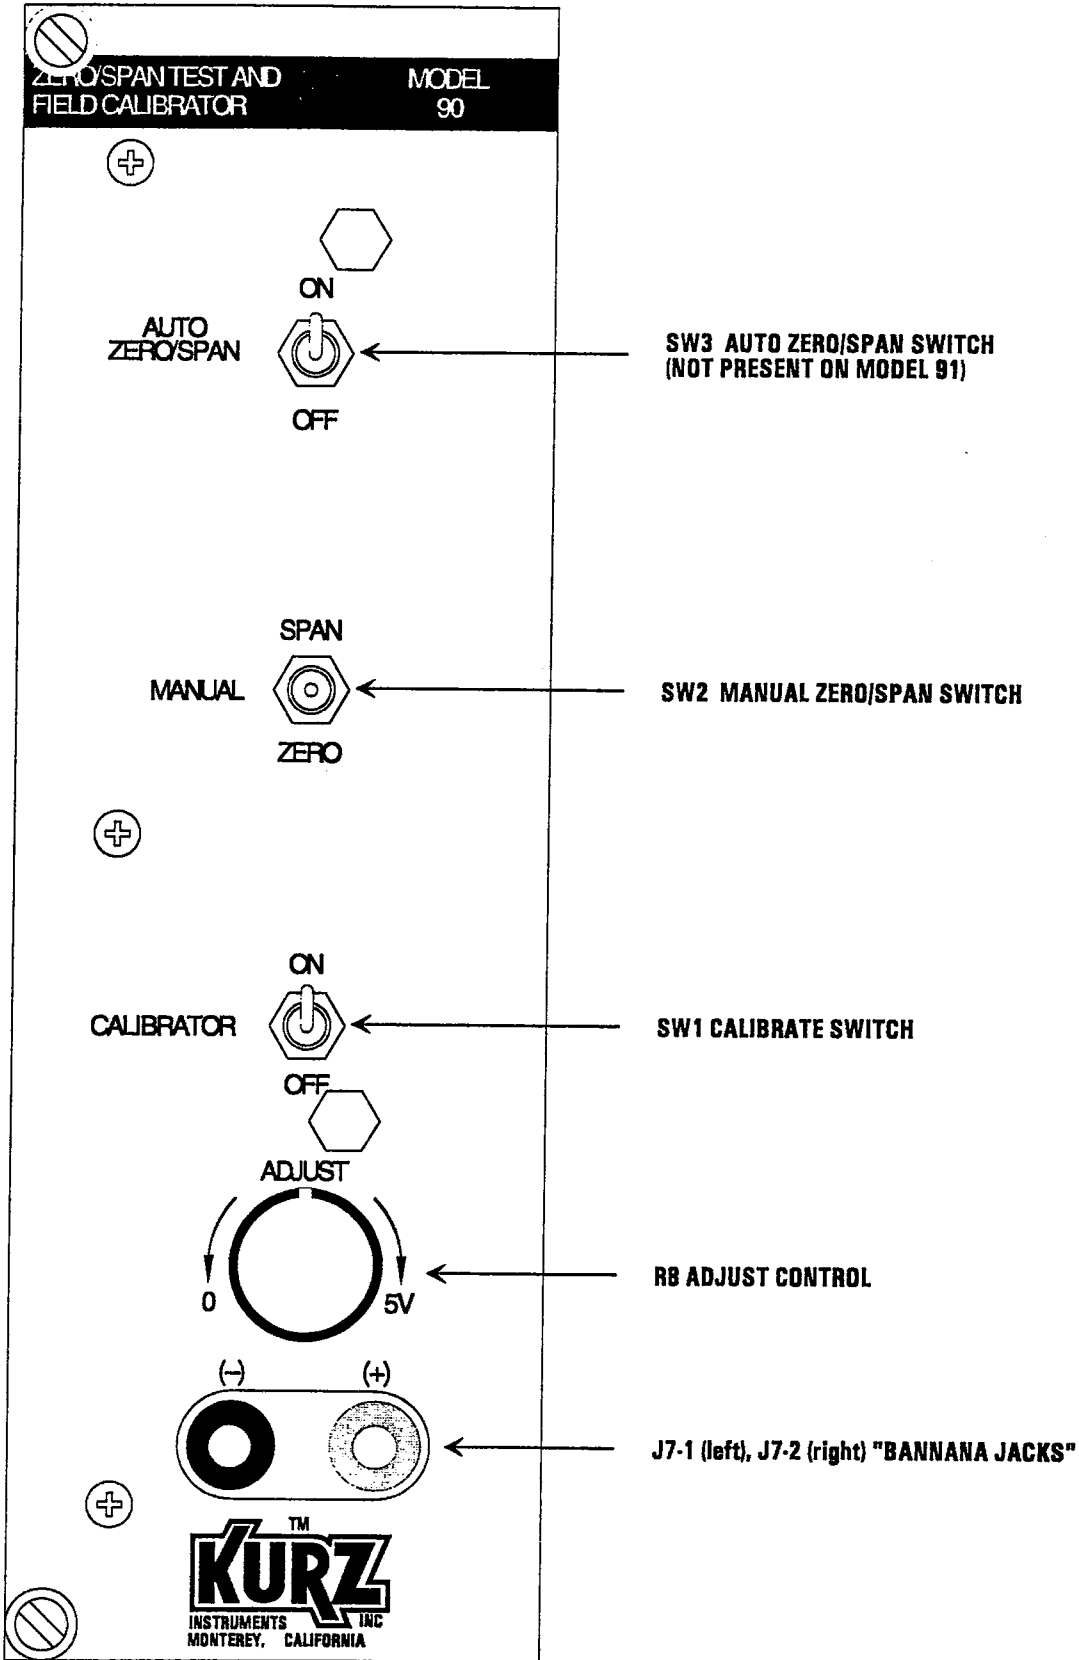 ZERO/SPAN TEST AND
FIELD CALIBRATOR
MODEL
90
ON
AUTO
ZERO/SPAN
OFF
SW3 AUTO ZERO/SPAN SWITCH
(NOT PRESENT ON MODEL 91)
SPAN
MANUAL
ZERO
SW2 MANUAL ZERO/SPAN SWITCH
ON
CALIBRATOR
OFF
SW1 CALIBRATE SWITCH
ADJUST
0
5V
R8 ADJUST CONTROL
(-)
(+)
J7-1 (left), J7-2 (right) "BANNANA JACKS"
TM
KURZ
INSTRUMENTS INC
MONTEREY, CALIFORNIA